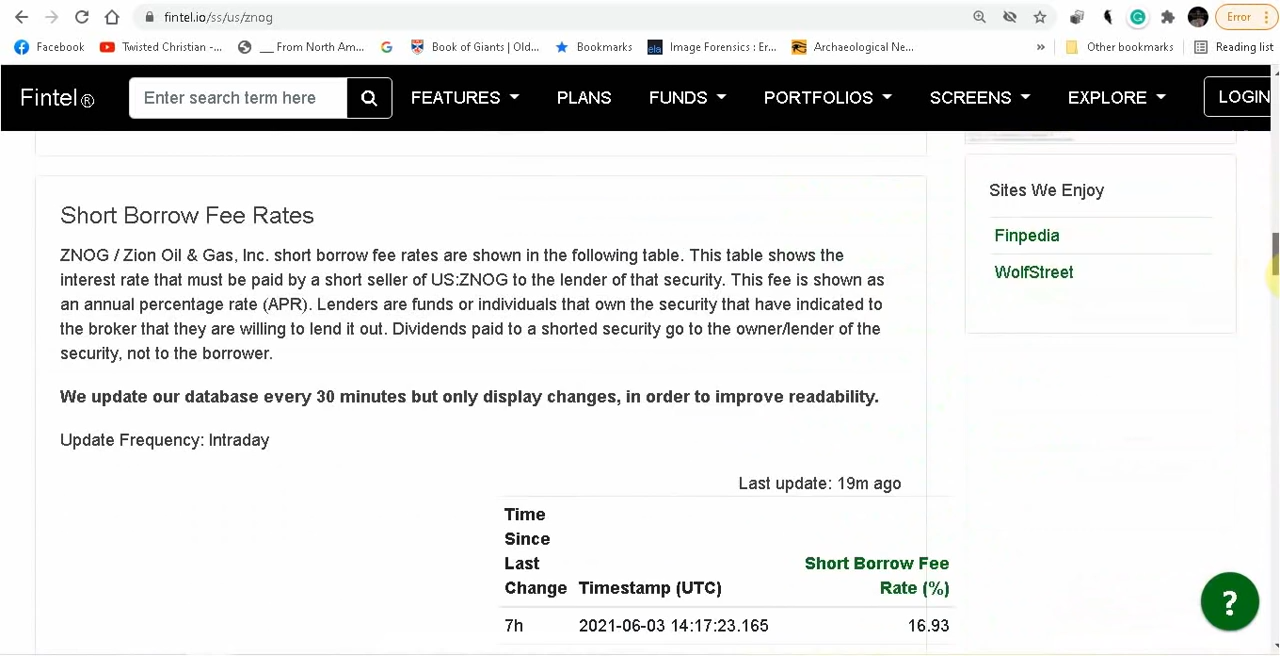 fintel.io/ss/us/znog
Error
Facebook
Twisted Christian -...
__ From North Am...
Book of Giants | Old...
Bookmarks
ela
Image Forensics : Er...
Archaeological Ne...
»
Other bookmarks
Reading list
Fintel ®
Enter search term here
FEATURES
PLANS
FUNDS
PORTFOLIOS
SCREENS
EXPLORE
LOGIN
Short Borrow Fee Rates
ZNOG / Zion Oil & Gas, Inc. short borrow fee rates are shown in the following table. This table shows the
interest rate that must be paid by a short seller of US:ZNOG to the lender of that security. This fee is shown as
an annual percentage rate (APR). Lenders are funds or individuals that own the security that have indicated to
the broker that they are willing to lend it out. Dividends paid to a shorted security go to the owner/lender of the
security, not to the borrower.
We update our database every 30 minutes but only display changes, in order to improve readability.
Update Frequency: Intraday
Last update: 19m ago
Time
Since
Last
Change
Timestamp (UTC)
Short Borrow Fee
Rate (%)
7h
2021-06-03 14:17:23.165
16.93
Sites We Enjoy
Finpedia
WolfStreet
?